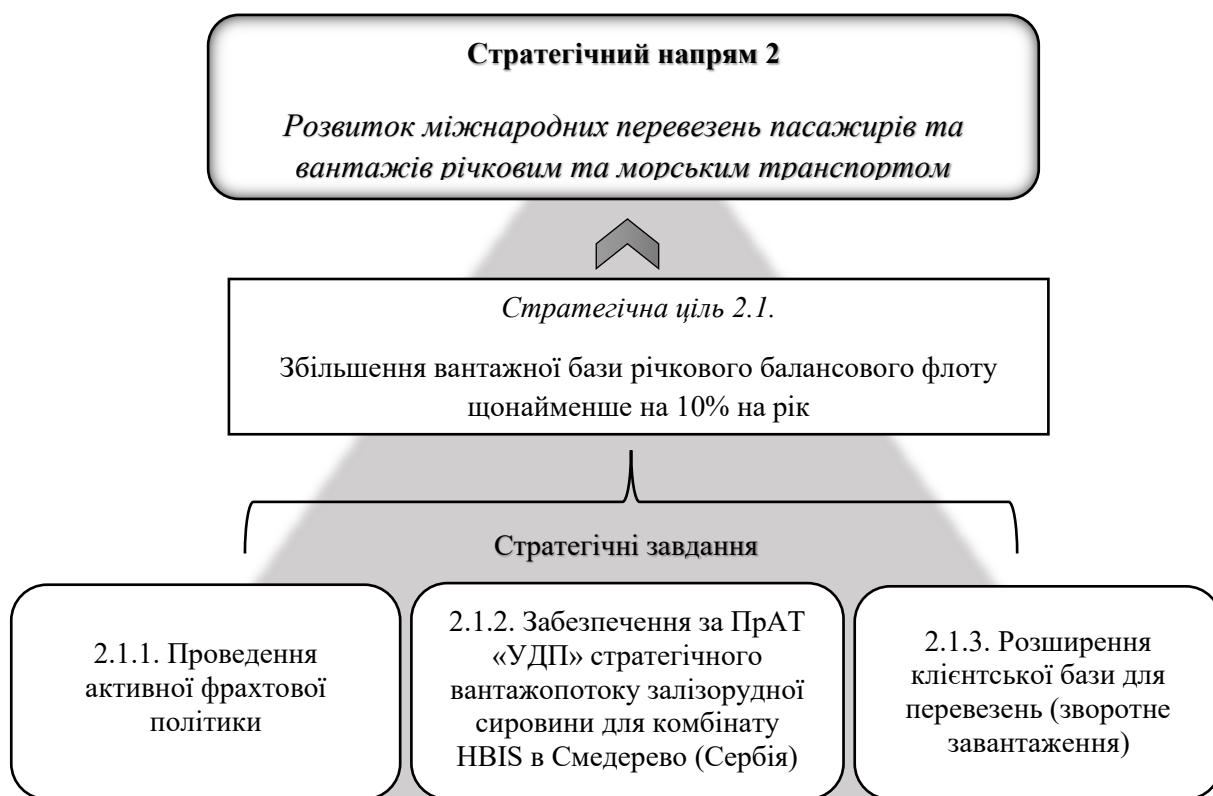 Стратегічний напрям 2
Розвиток міжнародних перевезень пасажирів та
вантажів річковим та морським транспортом
Стратегічна ціль 2.1.
Збільшення вантажної бази річкового балансового флоту
щонайменше на 10% на рік
Стратегічні завдання
2.1.1. Проведення
активної фрахтової
політики
2.1.2. Забезпечення за ПрАТ
«УДП» стратегічного
вантажопотоку залізорудної
сировини для комбінату
HBIS в Смедерево (Сербія)
2.1.3. Розширення
клієнтської бази для
перевезень (зворотне
завантаження)